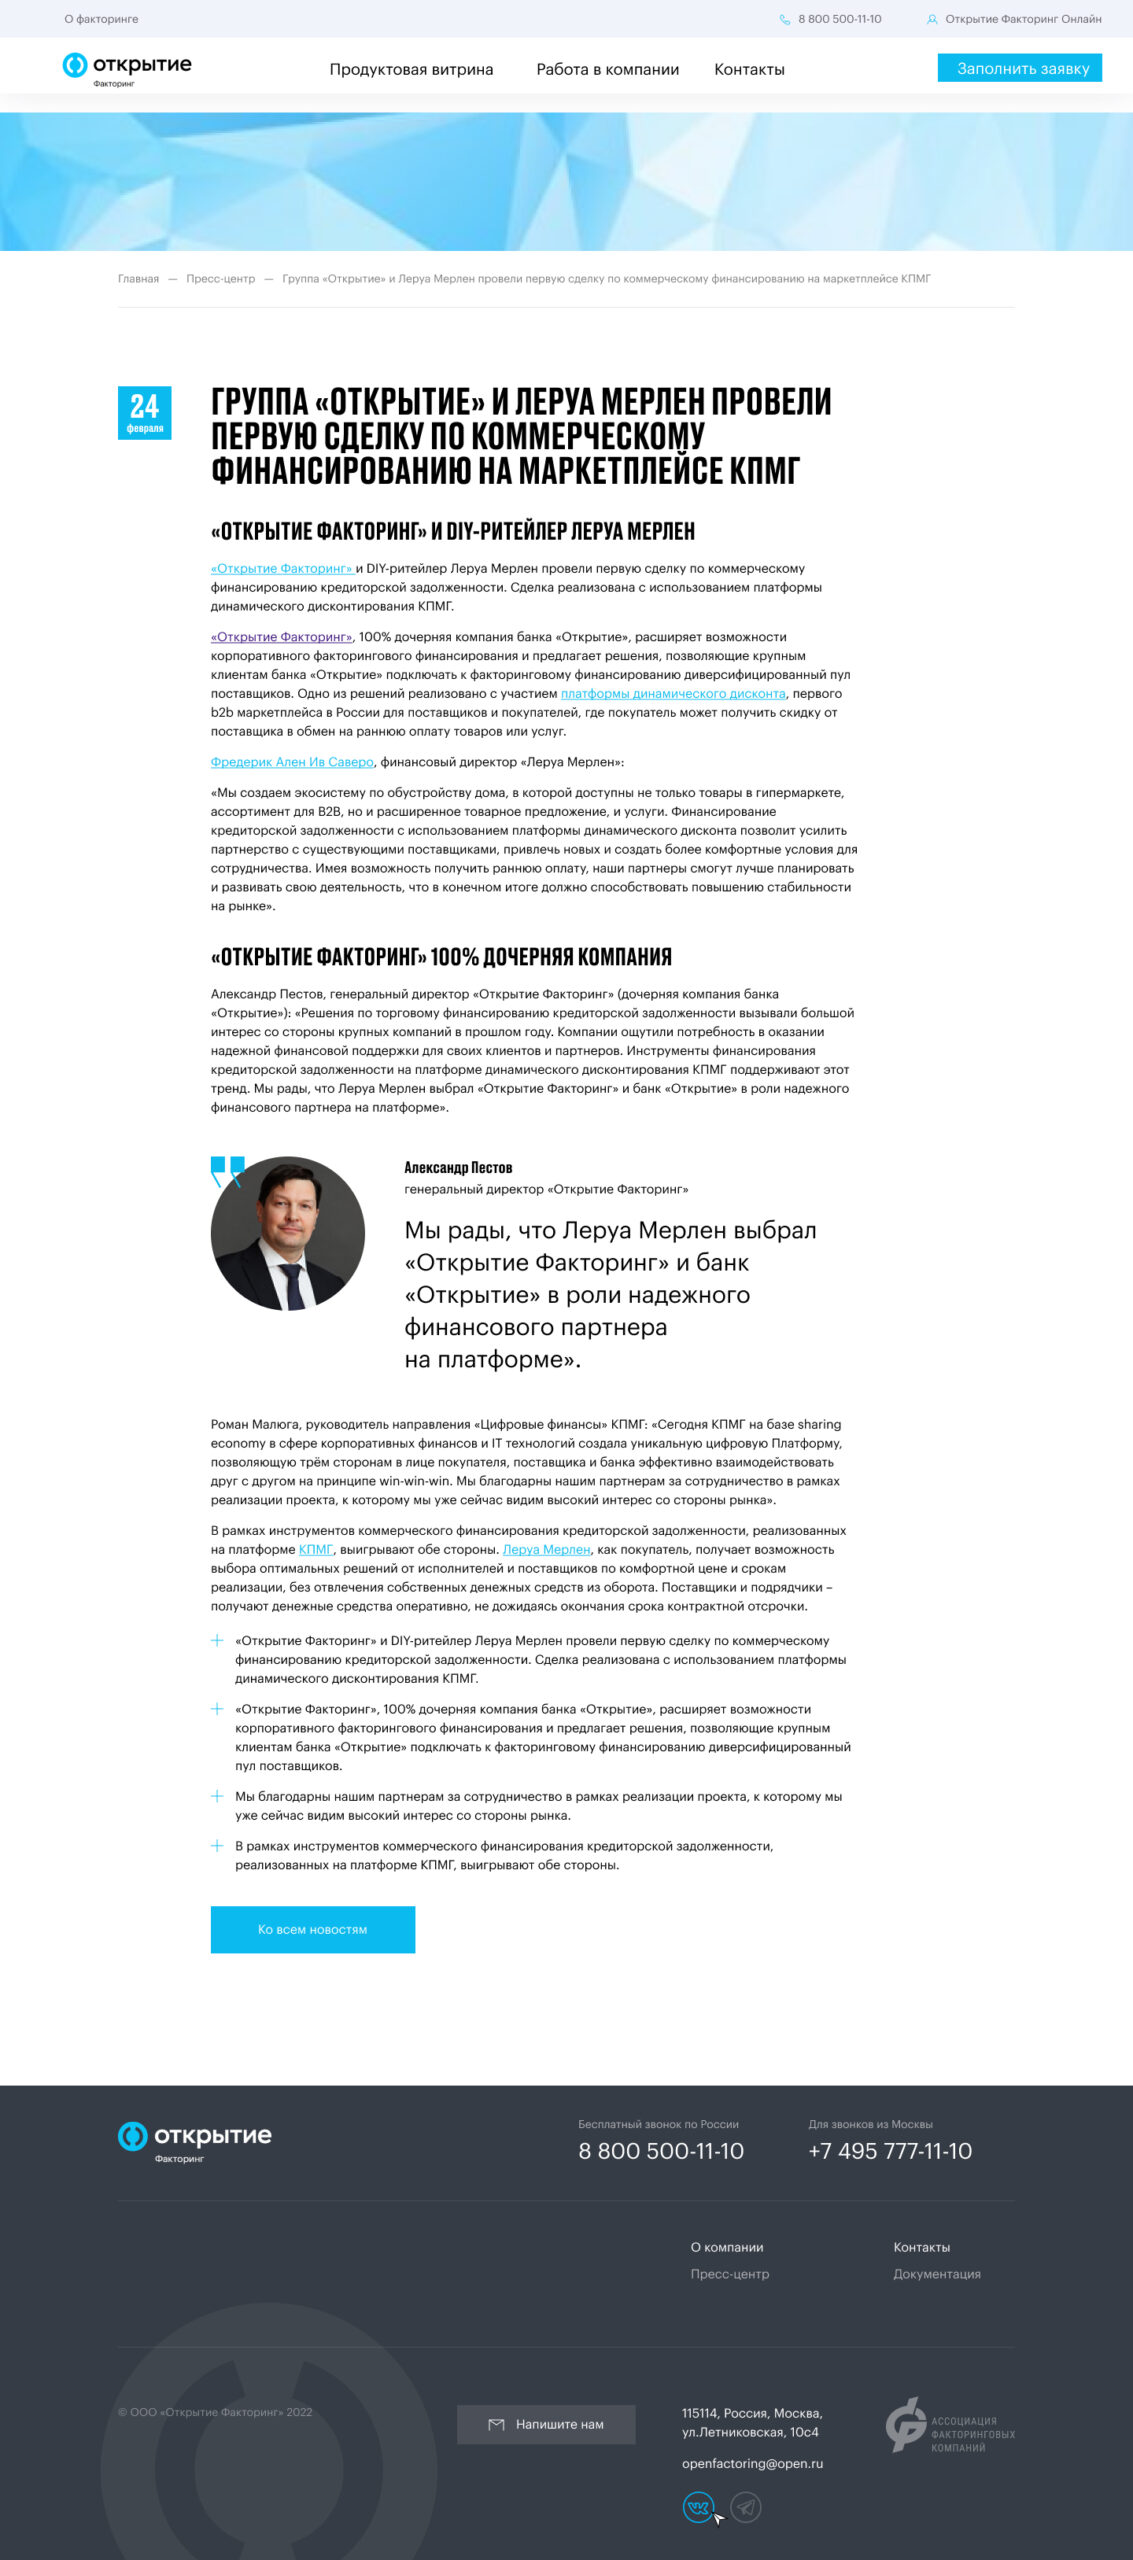 О факторинге
8 800 500-11-10
Открытие Факторинг Онлайн
открытие
Факторинг
Продуктовая витрина
Работа в компании
Контакты
Заполнить заявку
Главная — Пресс-центр — Группа «Открытие» и Леруа Мерлен провели первую сделку по коммерческому финансированию на маркетплейсе КПМГ
24
февраля
ГРУППА «ОТКРЫТИЕ» И ЛЕРУА МЕРЛЕН ПРОВЕЛИ
ПЕРВУЮ СДЕЛКУ ПО КОММЕРЧЕСКОМУ
ФИНАНСИРОВАНИЮ НА МАРКЕТПЛЕЙСЕ КПМГ
«ОТКРЫТИЕ ФАКТОРИНГ» И DIY-РИТЕЙЛЕР ЛЕРУА МЕРЛЕН
«Открытие Факторинг» и DIY-ритейлер Леруа Мерлен провели первую сделку по коммерческому
финансированию кредиторской задолженности. Сделка реализована с использованием платформы
динамического дисконтирования КПМГ.
«Открытие Факторинг», 100% дочерняя компания банка «Открытие», расширяет возможности
корпоративного факторингового финансирования и предлагает решения, позволяющие крупным
клиентам банка «Открытие» подключать к факторинговому финансированию диверсифицированный пул
поставщиков. Одно из решений реализовано с участием платформы динамического дисконта, первого
b2b маркетплейса в России для поставщиков и покупателей, где покупатель может получить скидку от
поставщика в обмен на раннюю оплату товаров или услуг.
Фредерик Ален Ив Саверо, финансовый директор «Леруа Мерлен»:
«Мы создаем экосистему по обустройству дома, в которой доступны не только товары в гипермаркете,
ассортимент для B2B, но и расширенное товарное предложение, и услуги. Финансирование
кредиторской задолженности с использованием платформы динамического дисконта позволит усилить
партнерство с существующими поставщиками, привлечь новых и создать более комфортные условия для
сотрудничества. Имея возможность получить раннюю оплату, наши партнеры смогут лучше планировать
и развивать свою деятельность, что в конечном итоге должно способствовать повышению стабильности
на рынке».
«ОТКРЫТИЕ ФАКТОРИНГ» 100% ДОЧЕРНЯЯ КОМПАНИЯ
Александр Пестов, генеральный директор «Открытие Факторинг» (дочерняя компания банка
«Открытие»): «Решения по торговому финансированию кредиторской задолженности вызывали большой
интерес со стороны крупных компаний в прошлом году. Компании ощутили потребность в оказании
надежной финансовой поддержки для своих клиентов и партнеров. Инструменты финансирования
кредиторской задолженности на платформе динамического дисконтирования КПМГ поддерживают этот
тренд. Мы рады, что Леруа Мерлен выбрал «Открытие Факторинг» и банк «Открытие» в роли надежного
финансового партнера на платформе».
Александр Пестов
генеральный директор «Открытие Факторинг»
Мы рады, что Леруа Мерлен выбрал
«Открытие Факторинг» и банк
«Открытие» в роли надежного
финансового партнера
на платформе».
Роман Малюга, руководитель направления «Цифровые финансы» КПМГ: «Сегодня КПМГ на базе sharing
economy в сфере корпоративных финансов и IT технологий создала уникальную цифровую Платформу,
позволяющую трём сторонам в лице покупателя, поставщика и банка эффективно взаимодействовать
друг с другом на принципе win-win-win. Мы благодарны нашим партнерам за сотрудничество в рамках
реализации проекта, к которому мы уже сейчас видим высокий интерес со стороны рынка».
В рамках инструментов коммерческого финансирования кредиторской задолженности, реализованных
на платформе КПМГ, выигрывают обе стороны. Леруа Мерлен, как покупатель, получает возможность
выбора оптимальных решений от исполнителей и поставщиков по комфортной цене и срокам
реализации, без отвлечения собственных денежных средств из оборота. Поставщики и подрядчики –
получают денежные средства оперативно, не дожидаясь окончания срока контрактной отсрочки.
«Открытие Факторинг» и DIY-ритейлер Леруа Мерлен провели первую сделку по коммерческому
финансированию кредиторской задолженности. Сделка реализована с использованием платформы
динамического дисконтирования КПМГ.
«Открытие Факторинг», 100% дочерняя компания банка «Открытие», расширяет возможности
корпоративного факторингового финансирования и предлагает решения, позволяющие крупным
клиентам банка «Открытие» подключать к факторинговому финансированию диверсифицированный
пул поставщиков.
Мы благодарны нашим партнерам за сотрудничество в рамках реализации проекта, к которому мы
уже сейчас видим высокий интерес со стороны рынка.
В рамках инструментов коммерческого финансирования кредиторской задолженности,
реализованных на платформе КПМГ, выигрывают обе стороны.
Ко всем новостям
открытие
Факторинг
Бесплатный звонок по России
8 800 500-11-10
Для звонков из Москвы
+7 495 777-11-10
О компании
Пресс-центр
Контакты
Документация
© ООО «Открытие Факторинг» 2022
Напишите нам
115114, Россия, Москва,
ул.Летниковская, 10с4
openfactoring@open.ru
АССОЦИАЦИЯ
ФАКТОРИНГОВЫХ
КОМПАНИЙ